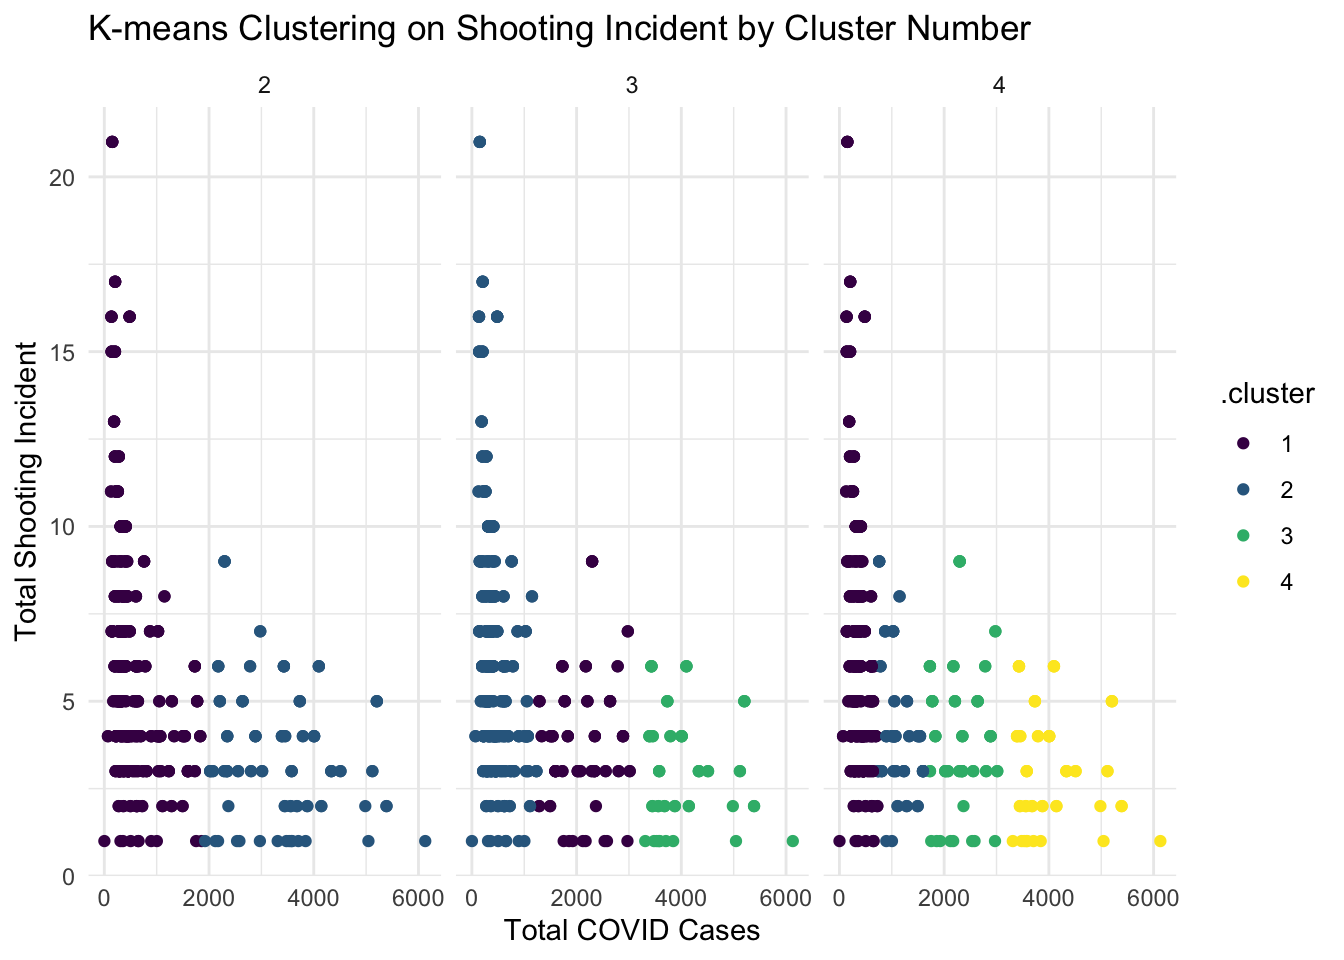 K-means Clustering on Shooting Incident by Cluster Number
2 3 4
Total Shooting Incident
20
15
10
5
0
0 2000 4000 6000 0 2000 4000 6000 0 2000 4000 6000
Total COVID Cases
.cluster
1
2
3
4